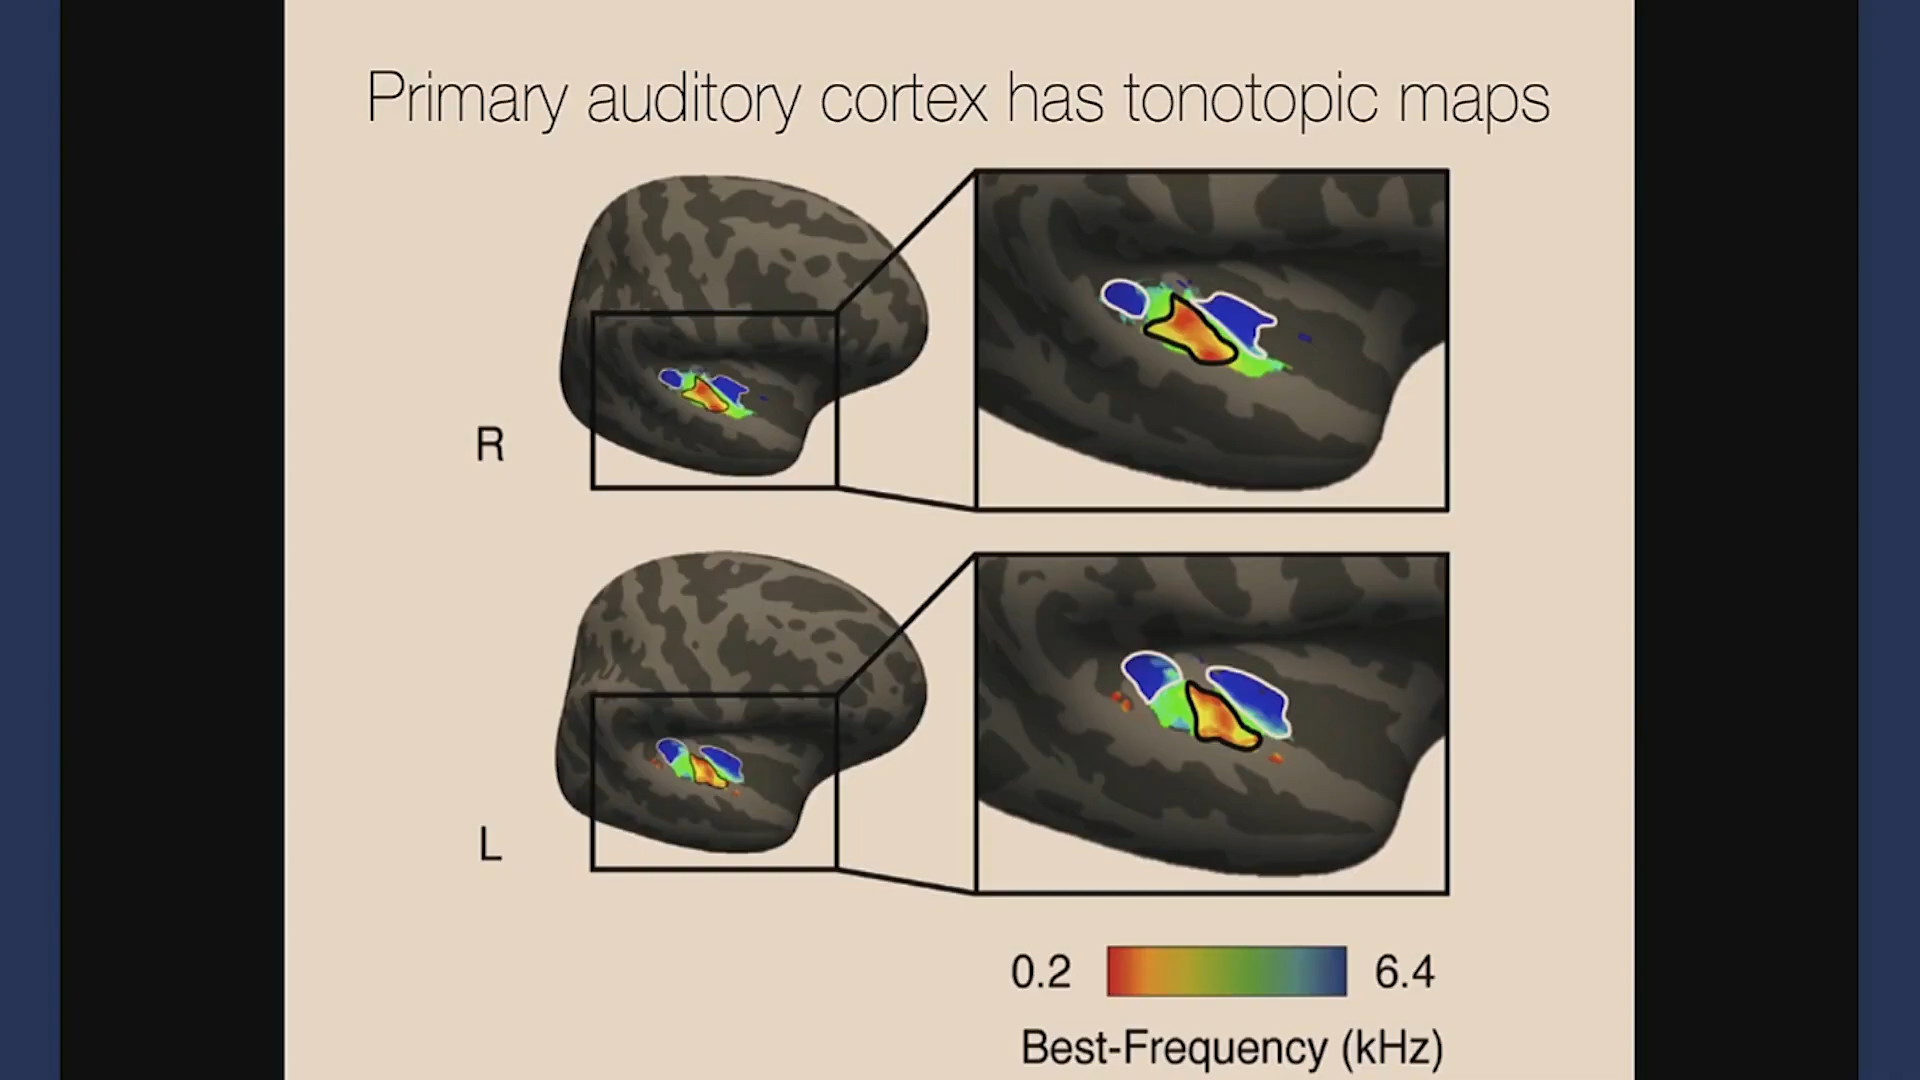 Primary auditory cortex has tonotopic maps
R
L
0.2 6.4
Best-Frequency (kHz)